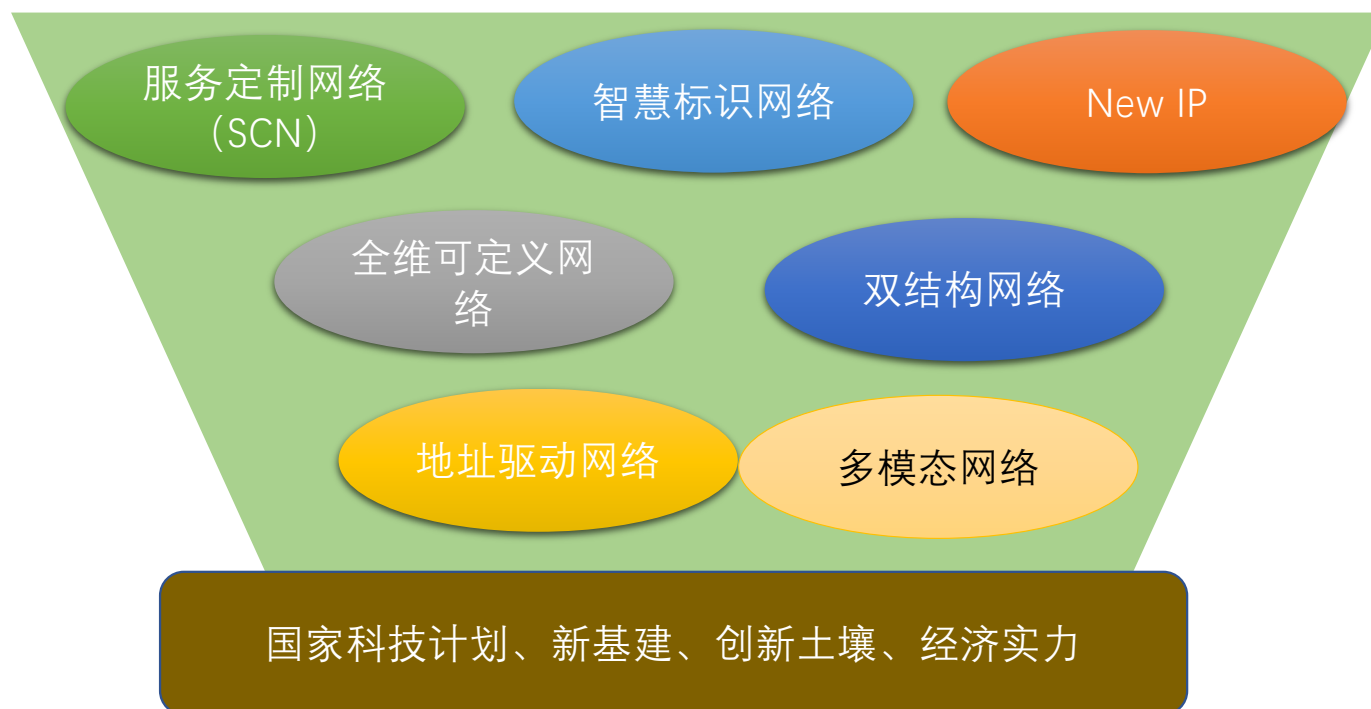 服务定制网络
（SCN）
智慧标识网络
New IP
全维可定义网
络
双结构网络
地址驱动网络
多模态网络
国家科技计划、新基建、创新土壤、经济实力